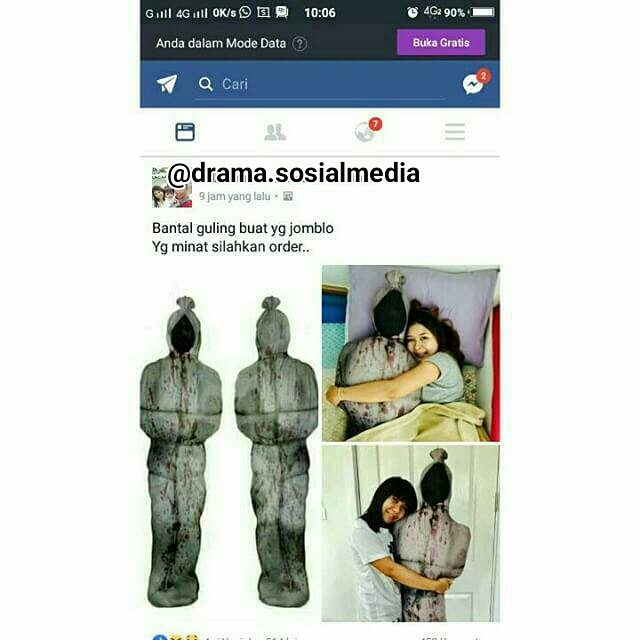 G 4G 0K/s 10:06 4G2 90%
Anda dalam Mode Data ? Buka Gratis
Cari 2
7
@drama.sosialmedia
9 jam yang lalu •
Bantal guling buat yg jomblo
Yg minat silahkan order..